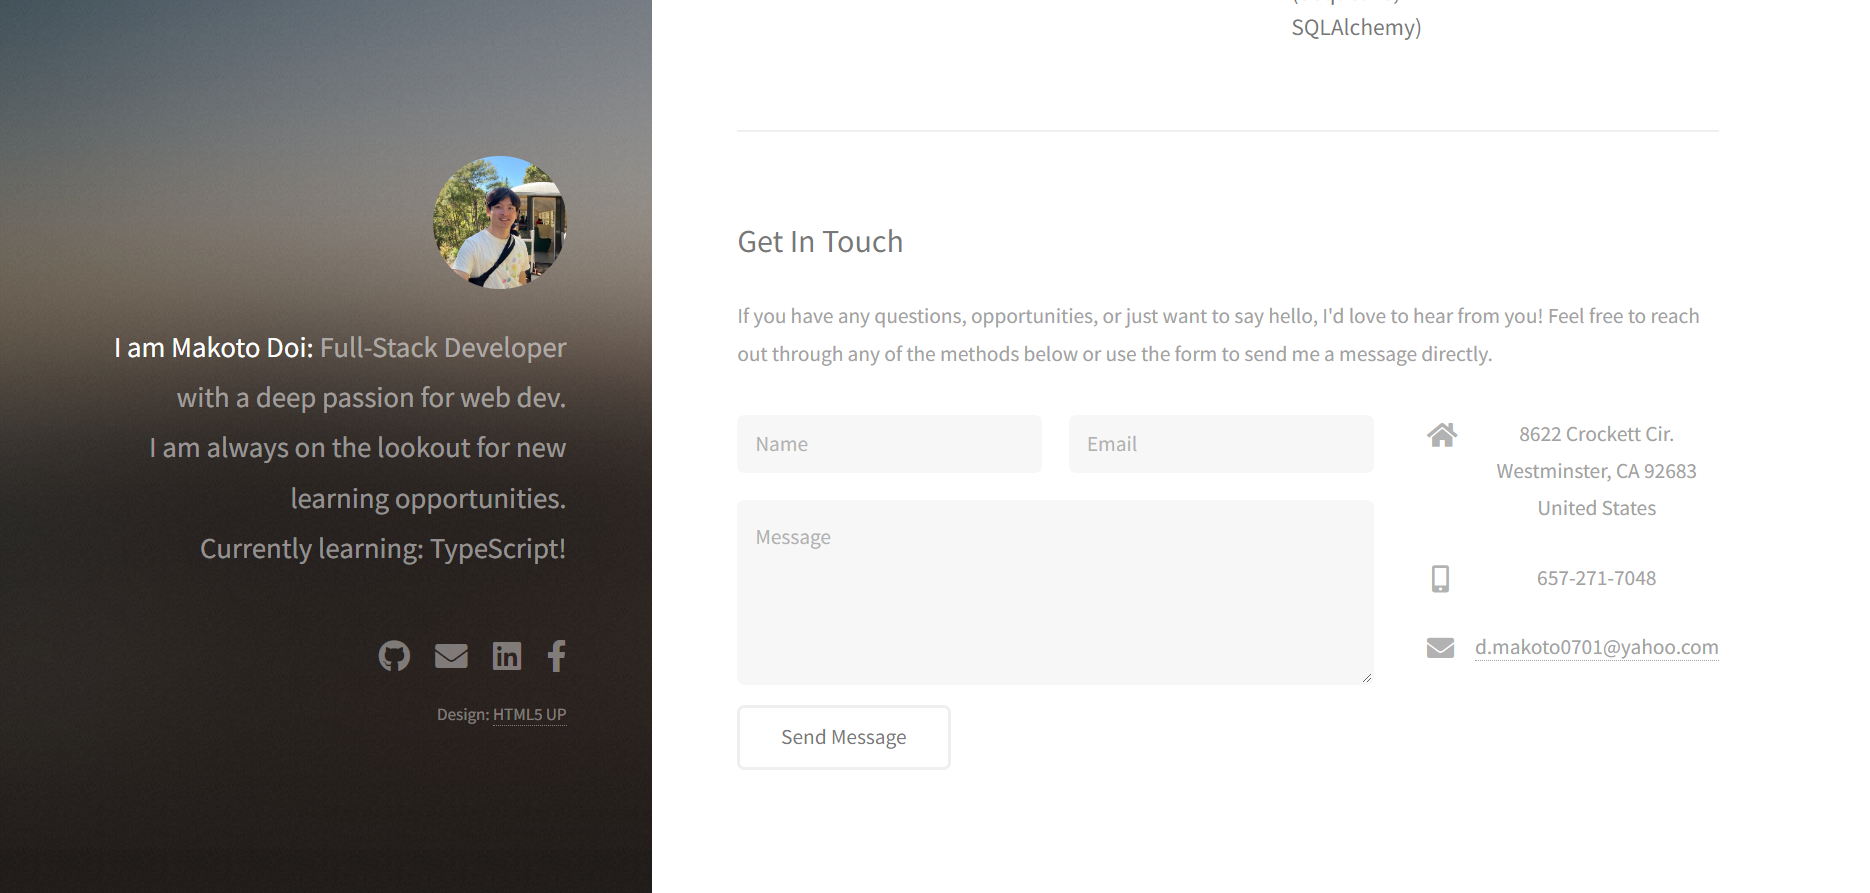 SQLAlchemy)
I am Makoto Doi: Full-Stack Developer
with a deep passion for web dev.
I am always on the lookout for new
learning opportunities.
Currently learning: TypeScript!
Design: HTML5 UP
Get In Touch
If you have any questions, opportunities, or just want to say hello, I'd love to hear from you! Feel free to reach
out through any of the methods below or use the form to send me a message directly.
Name
Email
Message
Send Message
8622 Crockett Cir.
Westminster, CA 92683
United States
657-271-7048
d.makoto0701@yahoo.com